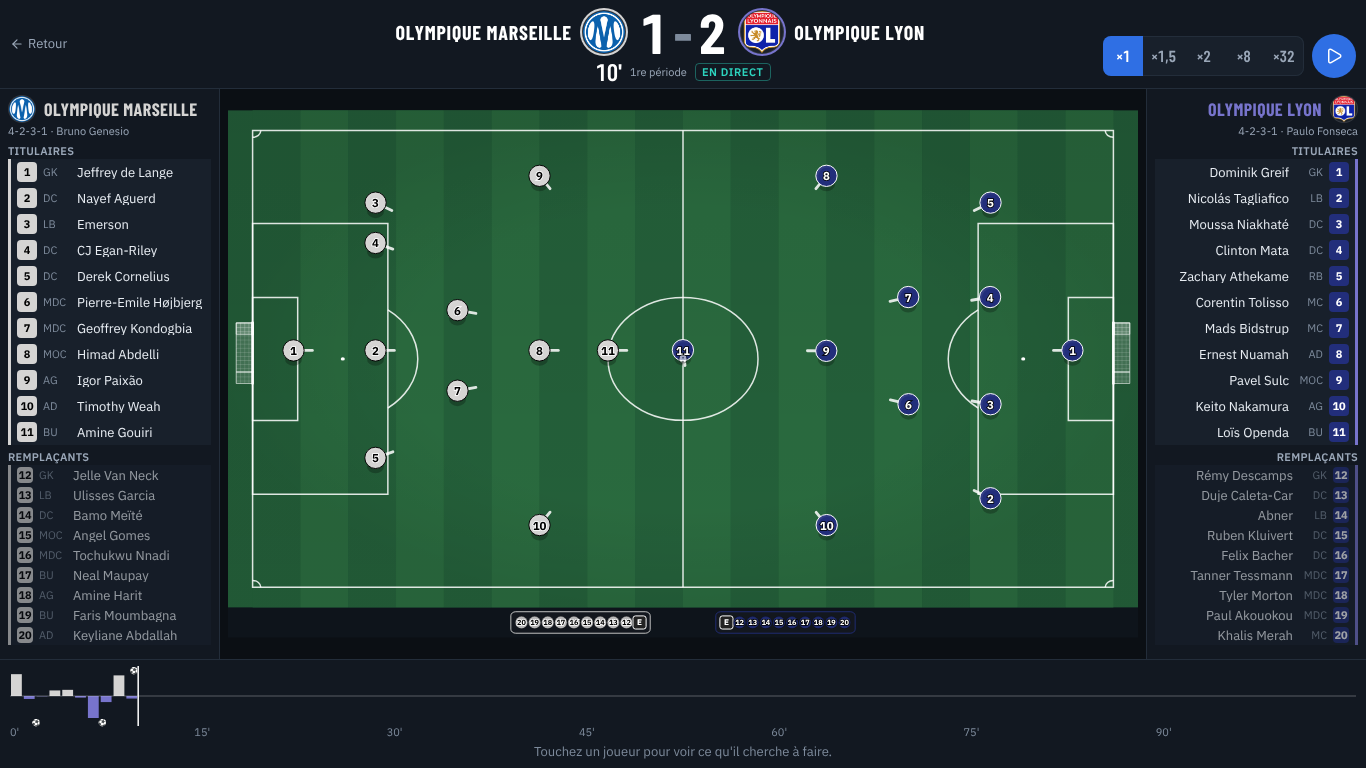 Retour
OLYMPIQUE MARSEILLE 1 - 2 OLYMPIQUE LYON
10' 1re période EN DIRECT
×1 ×1,5 ×2 ×8 ×32
OLYMPIQUE MARSEILLE
4-2-3-1 · Bruno Genesio
TITULAIRES
1 GK Jeffrey de Lange
2 DC Nayef Aguerd
3 LB Emerson
4 DC CJ Egan-Riley
5 DC Derek Cornelius
6 MDC Pierre-Emile Højbjerg
7 MDC Geoffrey Kondogbia
8 MOC Himad Abdelli
9 AG Igor Paixão
10 AD Timothy Weah
11 BU Amine Gouiri
REMPLAÇANTS
12 GK Jelle Van Neck
13 LB Ulisses Garcia
14 DC Bamo Meïté
15 MOC Angel Gomes
16 MDC Tochukwu Nnadi
17 BU Neal Maupay
18 AG Amine Harit
19 BU Faris Moumbagna
20 AD Keyliane Abdallah
9 8
3 5
4
6 7 4
1 2 8 11 11 9 1
7 6 3
5
2
10 10
20 19 18 17 16 15 14 13 12 E
E 12 13 14 15 16 17 18 19 20
OLYMPIQUE LYON
4-2-3-1 · Paulo Fonseca
TITULAIRES
Dominik Greif GK 1
Nicolás Tagliafico LB 2
Moussa Niakhaté DC 3
Clinton Mata DC 4
Zachary Athekame RB 5
Corentin Tolisso MC 6
Mads Bidstrup MC 7
Ernest Nuamah AD 8
Pavel Sulc MOC 9
Keito Nakamura AG 10
Loïs Openda BU 11
REMPLAÇANTS
Rémy Descamps GK 12
Duje Caleta-Car DC 13
Abner LB 14
Ruben Kluivert DC 15
Felix Bacher DC 16
Tanner Tessmann MDC 17
Tyler Morton MDC 18
Paul Akouokou MDC 19
Khalis Merah MC 20
0' 15' 30' 45' 60' 75' 90'
Touchez un joueur pour voir ce qu'il cherche à faire.